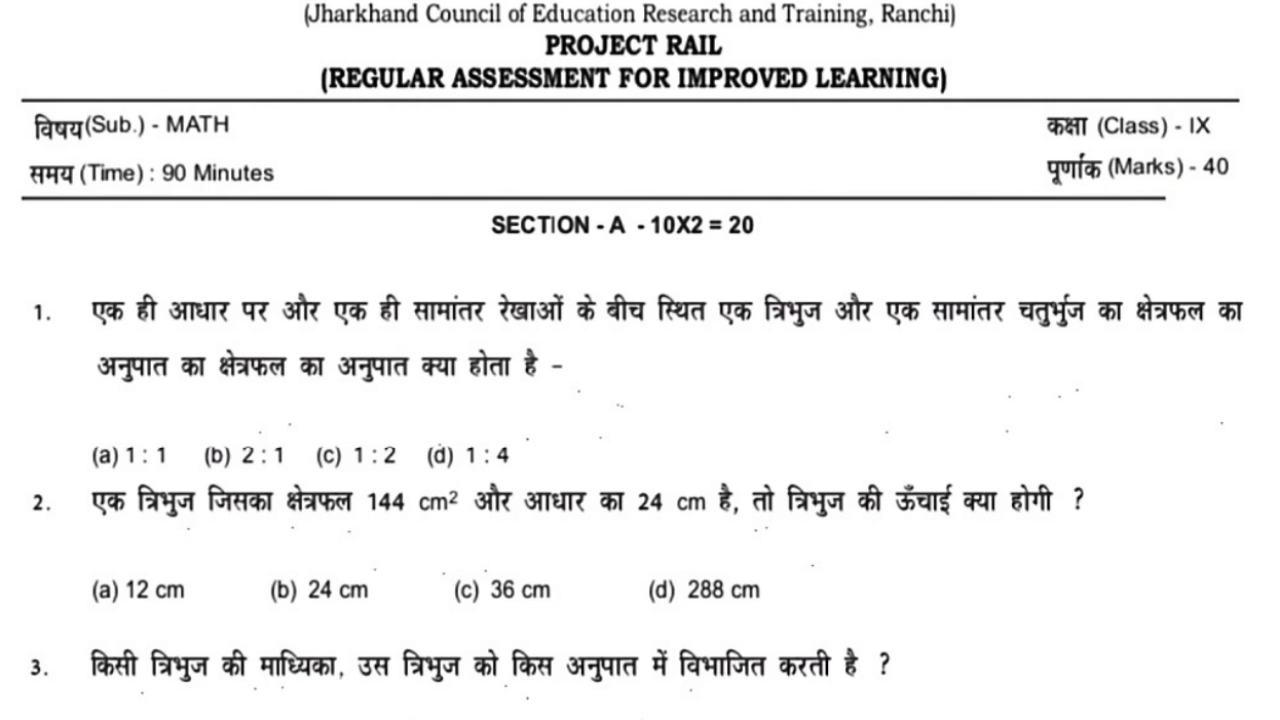 (Jharkhand Council of Education Research and Training, Ranchi)
PROJECT RAIL
(REGULAR ASSESSMENT FOR IMPROVED LEARNING)
विषय(Sub.) - MATH
कक्षा (Class) - IX
समय (Time) : 90 Minutes
पूर्णांक (Marks) - 40
SECTION - A - 10X2 = 20
1. एक ही आधार पर और एक ही सामांतर रेखाओं के बीच स्थित एक त्रिभुज और एक सामांतर चतुर्भुज का क्षेत्रफल का
अनुपात का क्षेत्रफल का अनुपात क्या होता है -
(a) 1 : 1 (b) 2 : 1 (c) 1 : 2 (d) 1 : 4
2. एक त्रिभुज जिसका क्षेत्रफल 144 cm² और आधार का 24 cm है, तो त्रिभुज की ऊँचाई क्या होगी ?
(a) 12 cm (b) 24 cm (c) 36 cm (d) 288 cm
3. किसी त्रिभुज की माध्यिका, उस त्रिभुज को किस अनुपात में विभाजित करती है ?